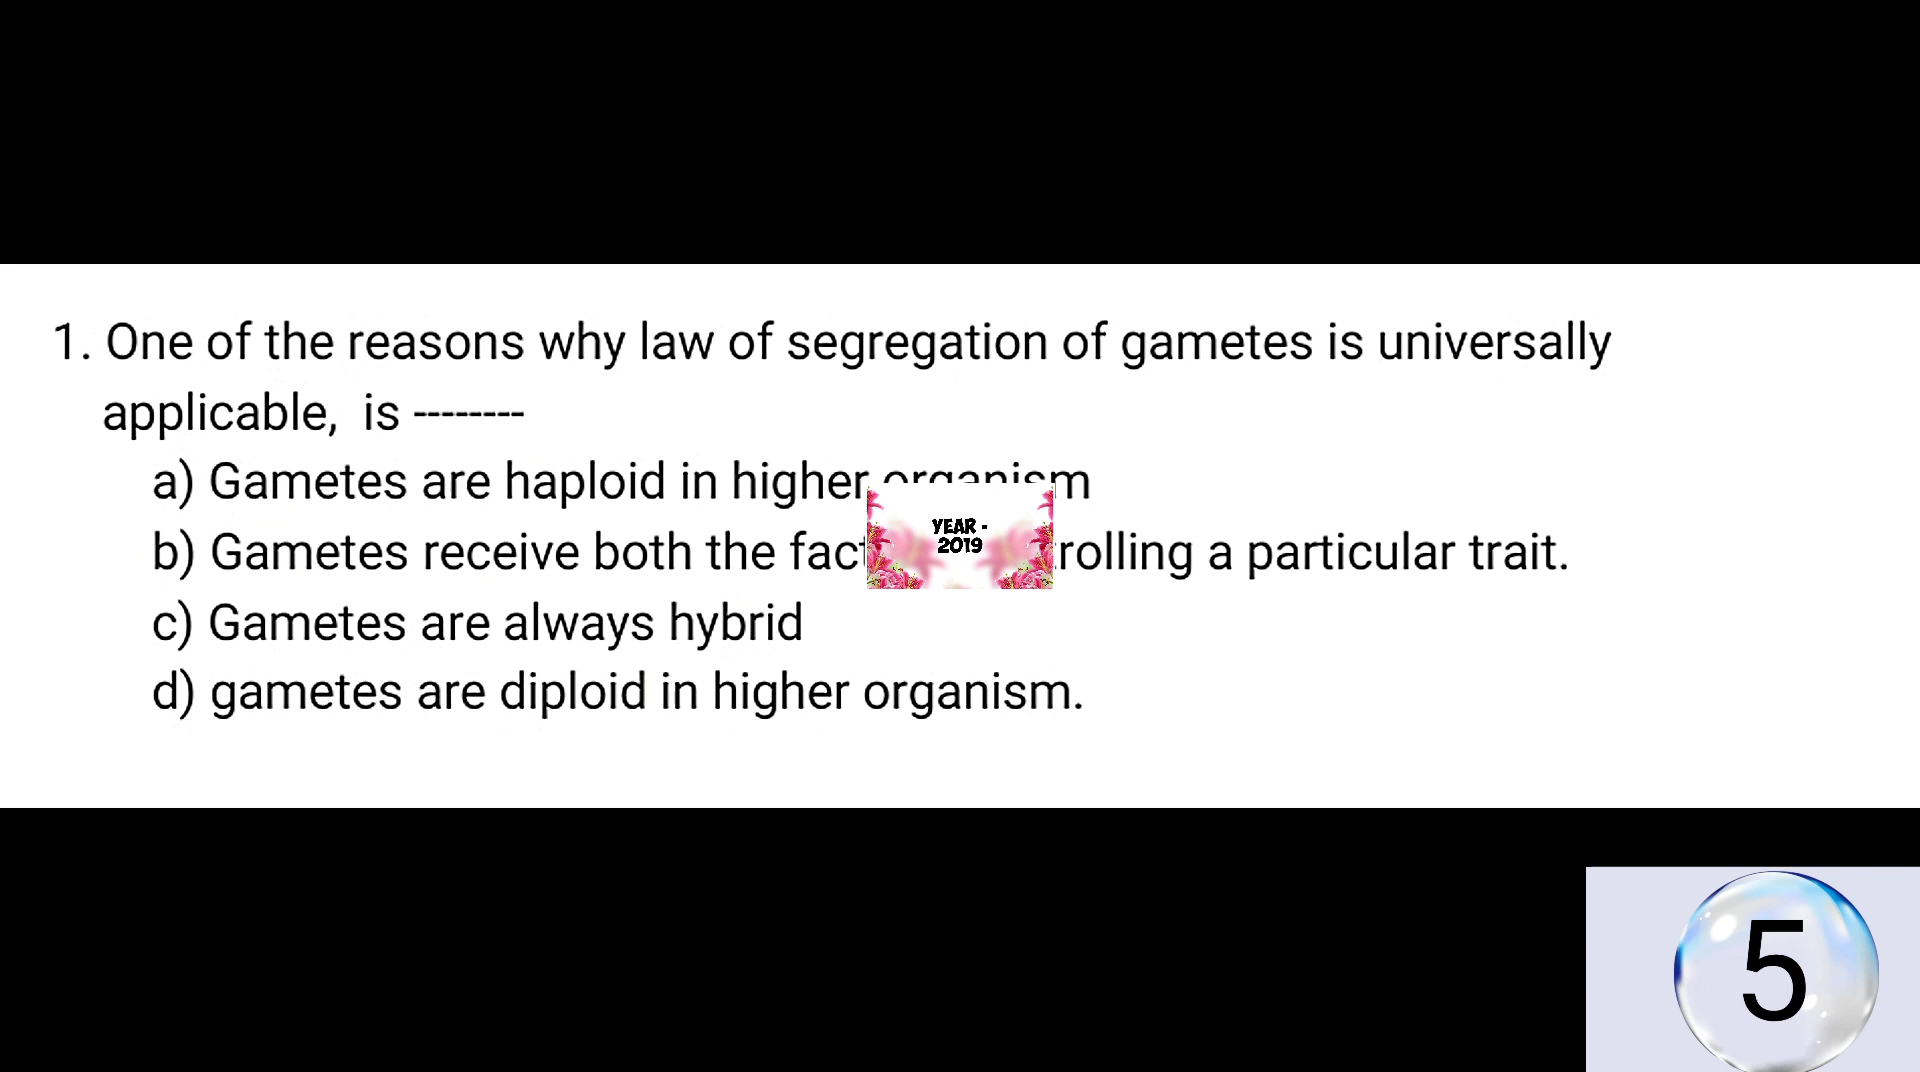 1. One of the reasons why law of segregation of gametes is universally
applicable, is --------
a) Gametes are haploid in higher organism
b) Gametes receive both the rolling a particular trait.
YEAR -
2019
c) Gametes are always hybrid
d) gametes are diploid in higher organism.
5